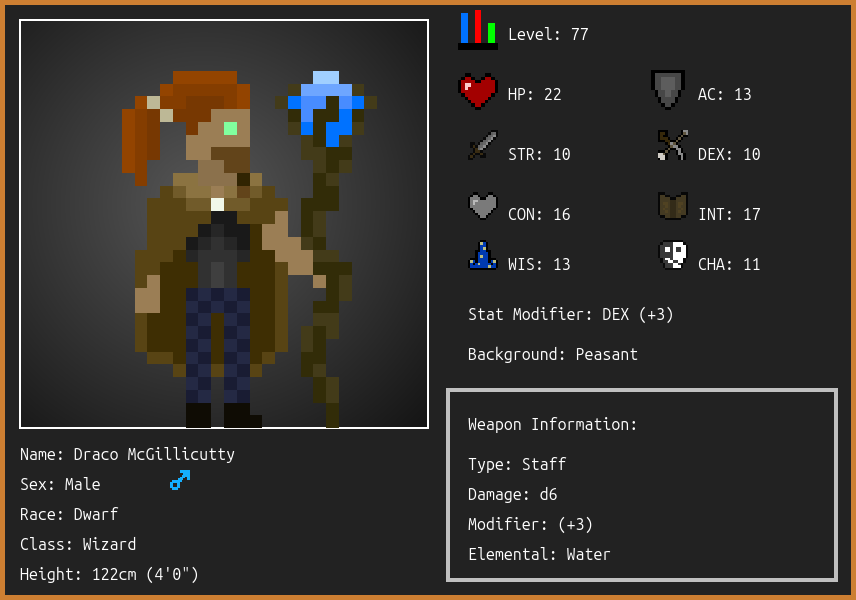 Level: 77
HP: 22
AC: 13
STR: 10
DEX: 10
CON: 16
INT: 17
WIS: 13
CHA: 11
Stat Modifier: DEX (+3)
Background: Peasant
Weapon Information:
Type: Staff
Damage: d6
Modifier: (+3)
Elemental: Water
Name: Draco McGillicutty
Sex: Male
Race: Dwarf
Class: Wizard
Height: 122cm (4'0")